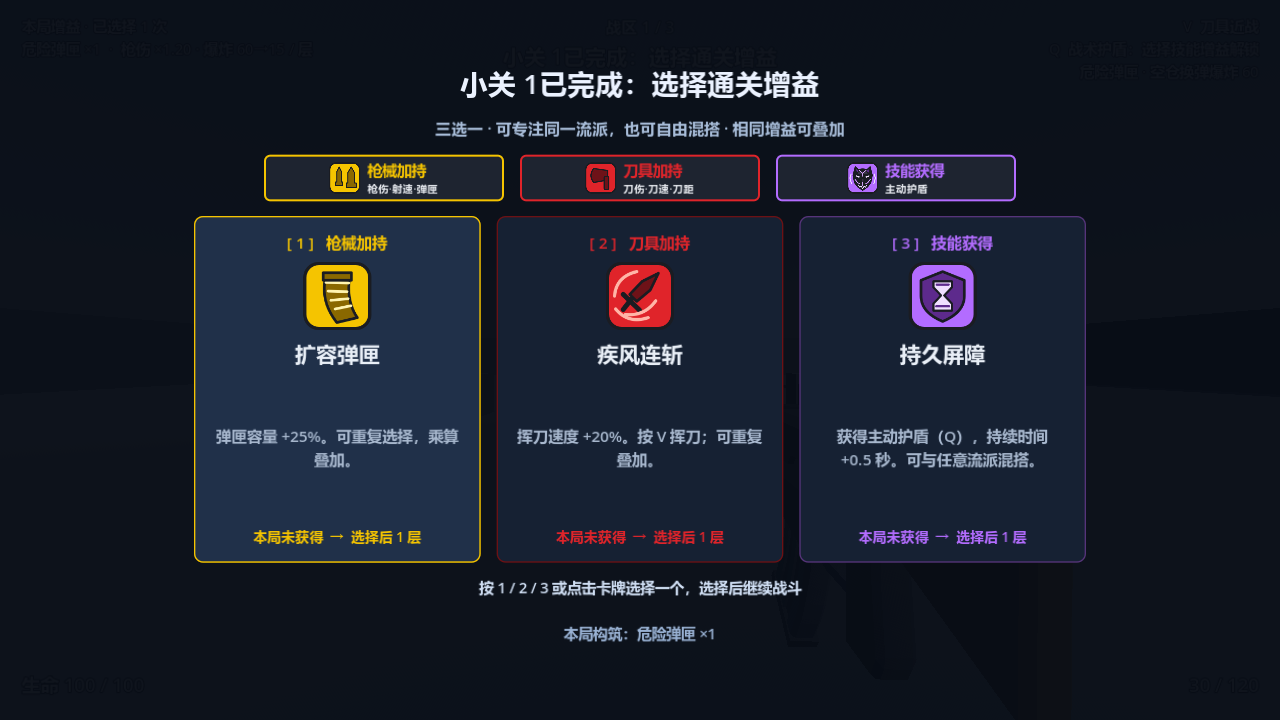 小关 1已完成：选择通关增益
三选一 · 可专注同一流派，也可自由混搭 · 相同增益可叠加
枪械加持
枪伤·射速·弹匣
刀具加持
刀伤·刀速·刀距
技能获得
主动护盾
[ 1 ] 枪械加持
扩容弹匣
弹匣容量 +25%。可重复选择，乘算
叠加。
本局未获得 → 选择后 1 层
[ 2 ] 刀具加持
疾风连斩
挥刀速度 +20%。按 V 挥刀；可重复
叠加。
本局未获得 → 选择后 1 层
[ 3 ] 技能获得
持久屏障
获得主动护盾（Q），持续时间
+0.5 秒。可与任意流派混搭。
本局未获得 → 选择后 1 层
按 1 / 2 / 3 或点击卡牌选择一个，选择后继续战斗
本局构筑：危险弹匣 ×1